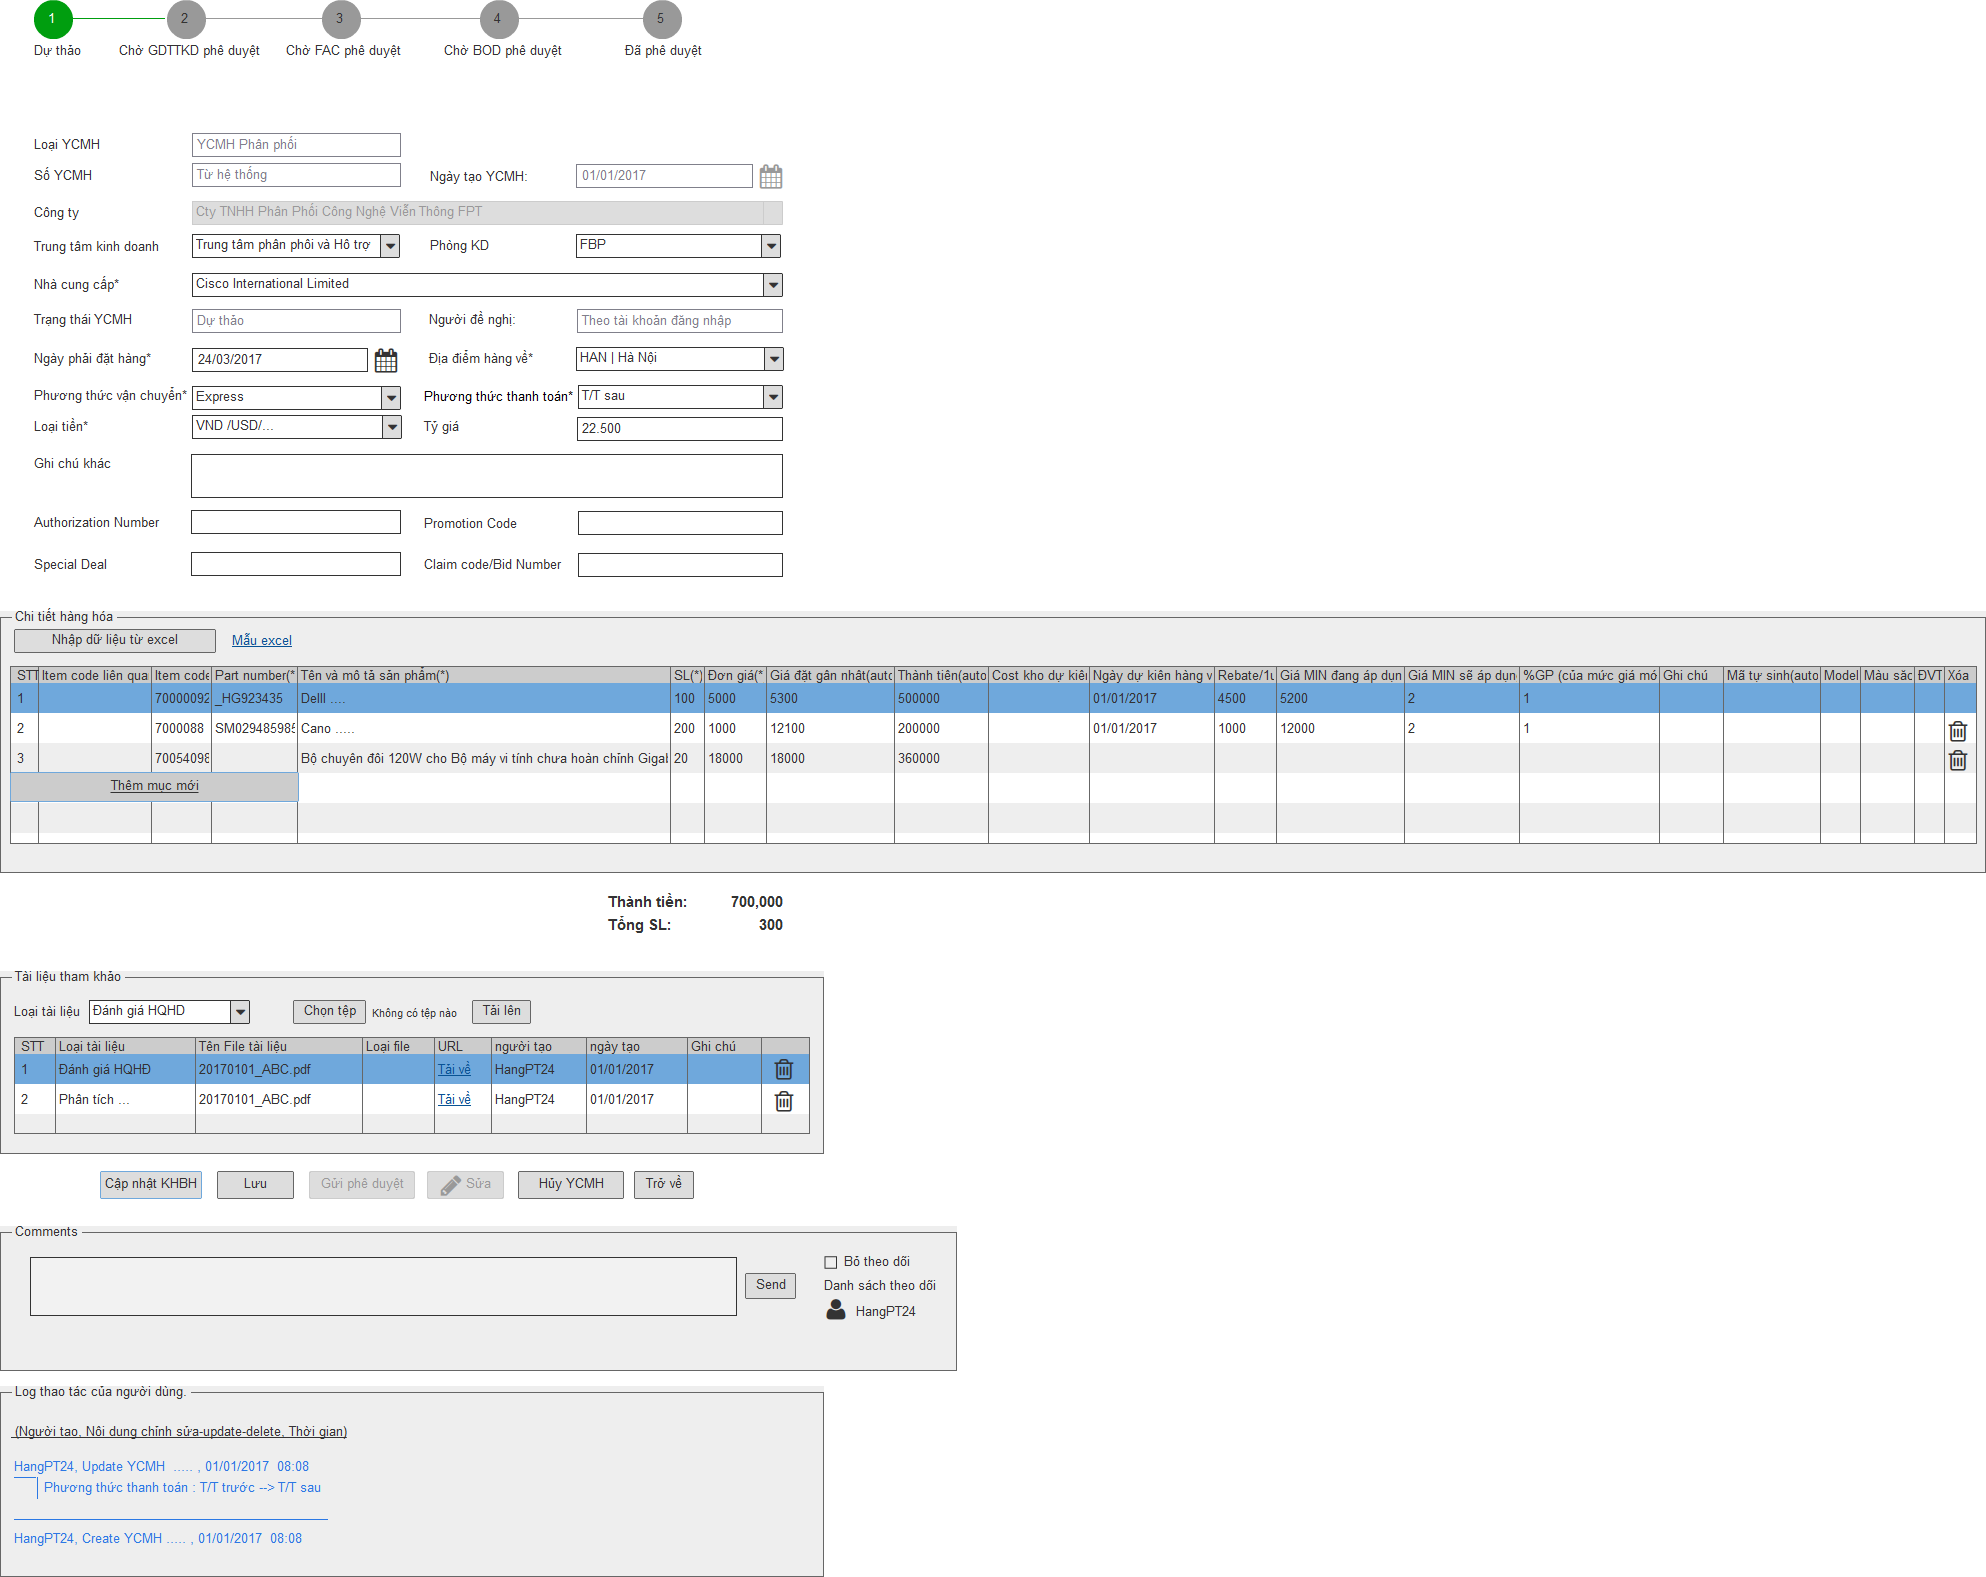 1 2 3 4 5
Dự thảo Chờ GDTTKD phê duyệt Chờ FAC phê duyệt Chờ BOD phê duyệt Đã phê duyệt
Loại YCMH YCMH Phân phối
Số YCMH Từ hệ thống Ngày tạo YCMH: 01/01/2017
Công ty Cty TNHH Phân Phối Công Nghệ Viễn Thông FPT
Trung tâm kinh doanh Trung tâm phân phối và Hỗ trợ Phòng KD FBP
Nhà cung cấp* Cisco International Limited
Trạng thái YCMH Dự thảo Người đề nghị: Theo tài khoản đăng nhập
Ngày phải đặt hàng* 24/03/2017 Địa điểm hàng về* HAN | Hà Nội
Phương thức vận chuyển* Express Phương thức thanh toán* T/T sau
Loại tiền* VND /USD/... Tỷ giá 22.500
Ghi chú khác
Authorization Number Promotion Code
Special Deal Claim code/Bid Number
Chi tiết hàng hóa
Nhập dữ liệu từ excel Mẫu excel
STT Item code liên qua Item code Part number(* Tên và mô tả sản phẩm(*) SL(*) Đơn giá(* Giá đặt gần nhất(auto Thành tiền(auto Cost kho dự kiế Ngày dự kiến hàng v Rebate/1u Giá MIN đang áp dụn Giá MIN sẽ áp dụn %GP (của mức giá mớ Ghi chú Mã tự sinh(auto Model Màu sắc ĐVT Xóa
1 70000092 _HG923435 Delll .... 100 5000 5300 500000 01/01/2017 4500 5200 2 1
2 7000088 SM029485985 Cano ..... 200 1000 12100 200000 01/01/2017 1000 12000 2 1
3 70054098 Bộ chuyển đổi 120W cho Bộ máy vi tính chưa hoàn chỉnh Gigab 20 18000 18000 360000
Thêm mục mới
Thành tiền: 700,000
Tổng SL: 300
Tài liệu tham khảo
Loại tài liệu Đánh giá HQHD Chọn tệp Không có tệp nào Tải lên
STT Loại tài liệu Tên File tài liệu Loại file URL người tạo ngày tạo Ghi chú
1 Đánh giá HQHĐ 20170101_ABC.pdf Tải về HangPT24 01/01/2017
2 Phân tích ... 20170101_ABC.pdf Tải về HangPT24 01/01/2017
Cập nhật KHBH Lưu Gửi phê duyệt Sửa Hủy YCMH Trở về
Comments
Send
Bỏ theo dõi
Danh sách theo dõi
HangPT24
Log thao tác của người dùng.
(Người tạo, Nội dung chỉnh sửa-update-delete, Thời gian)
HangPT24, Update YCMH ..... , 01/01/2017 08:08
Phương thức thanh toán : T/T trước --> T/T sau
HangPT24, Create YCMH ..... , 01/01/2017 08:08